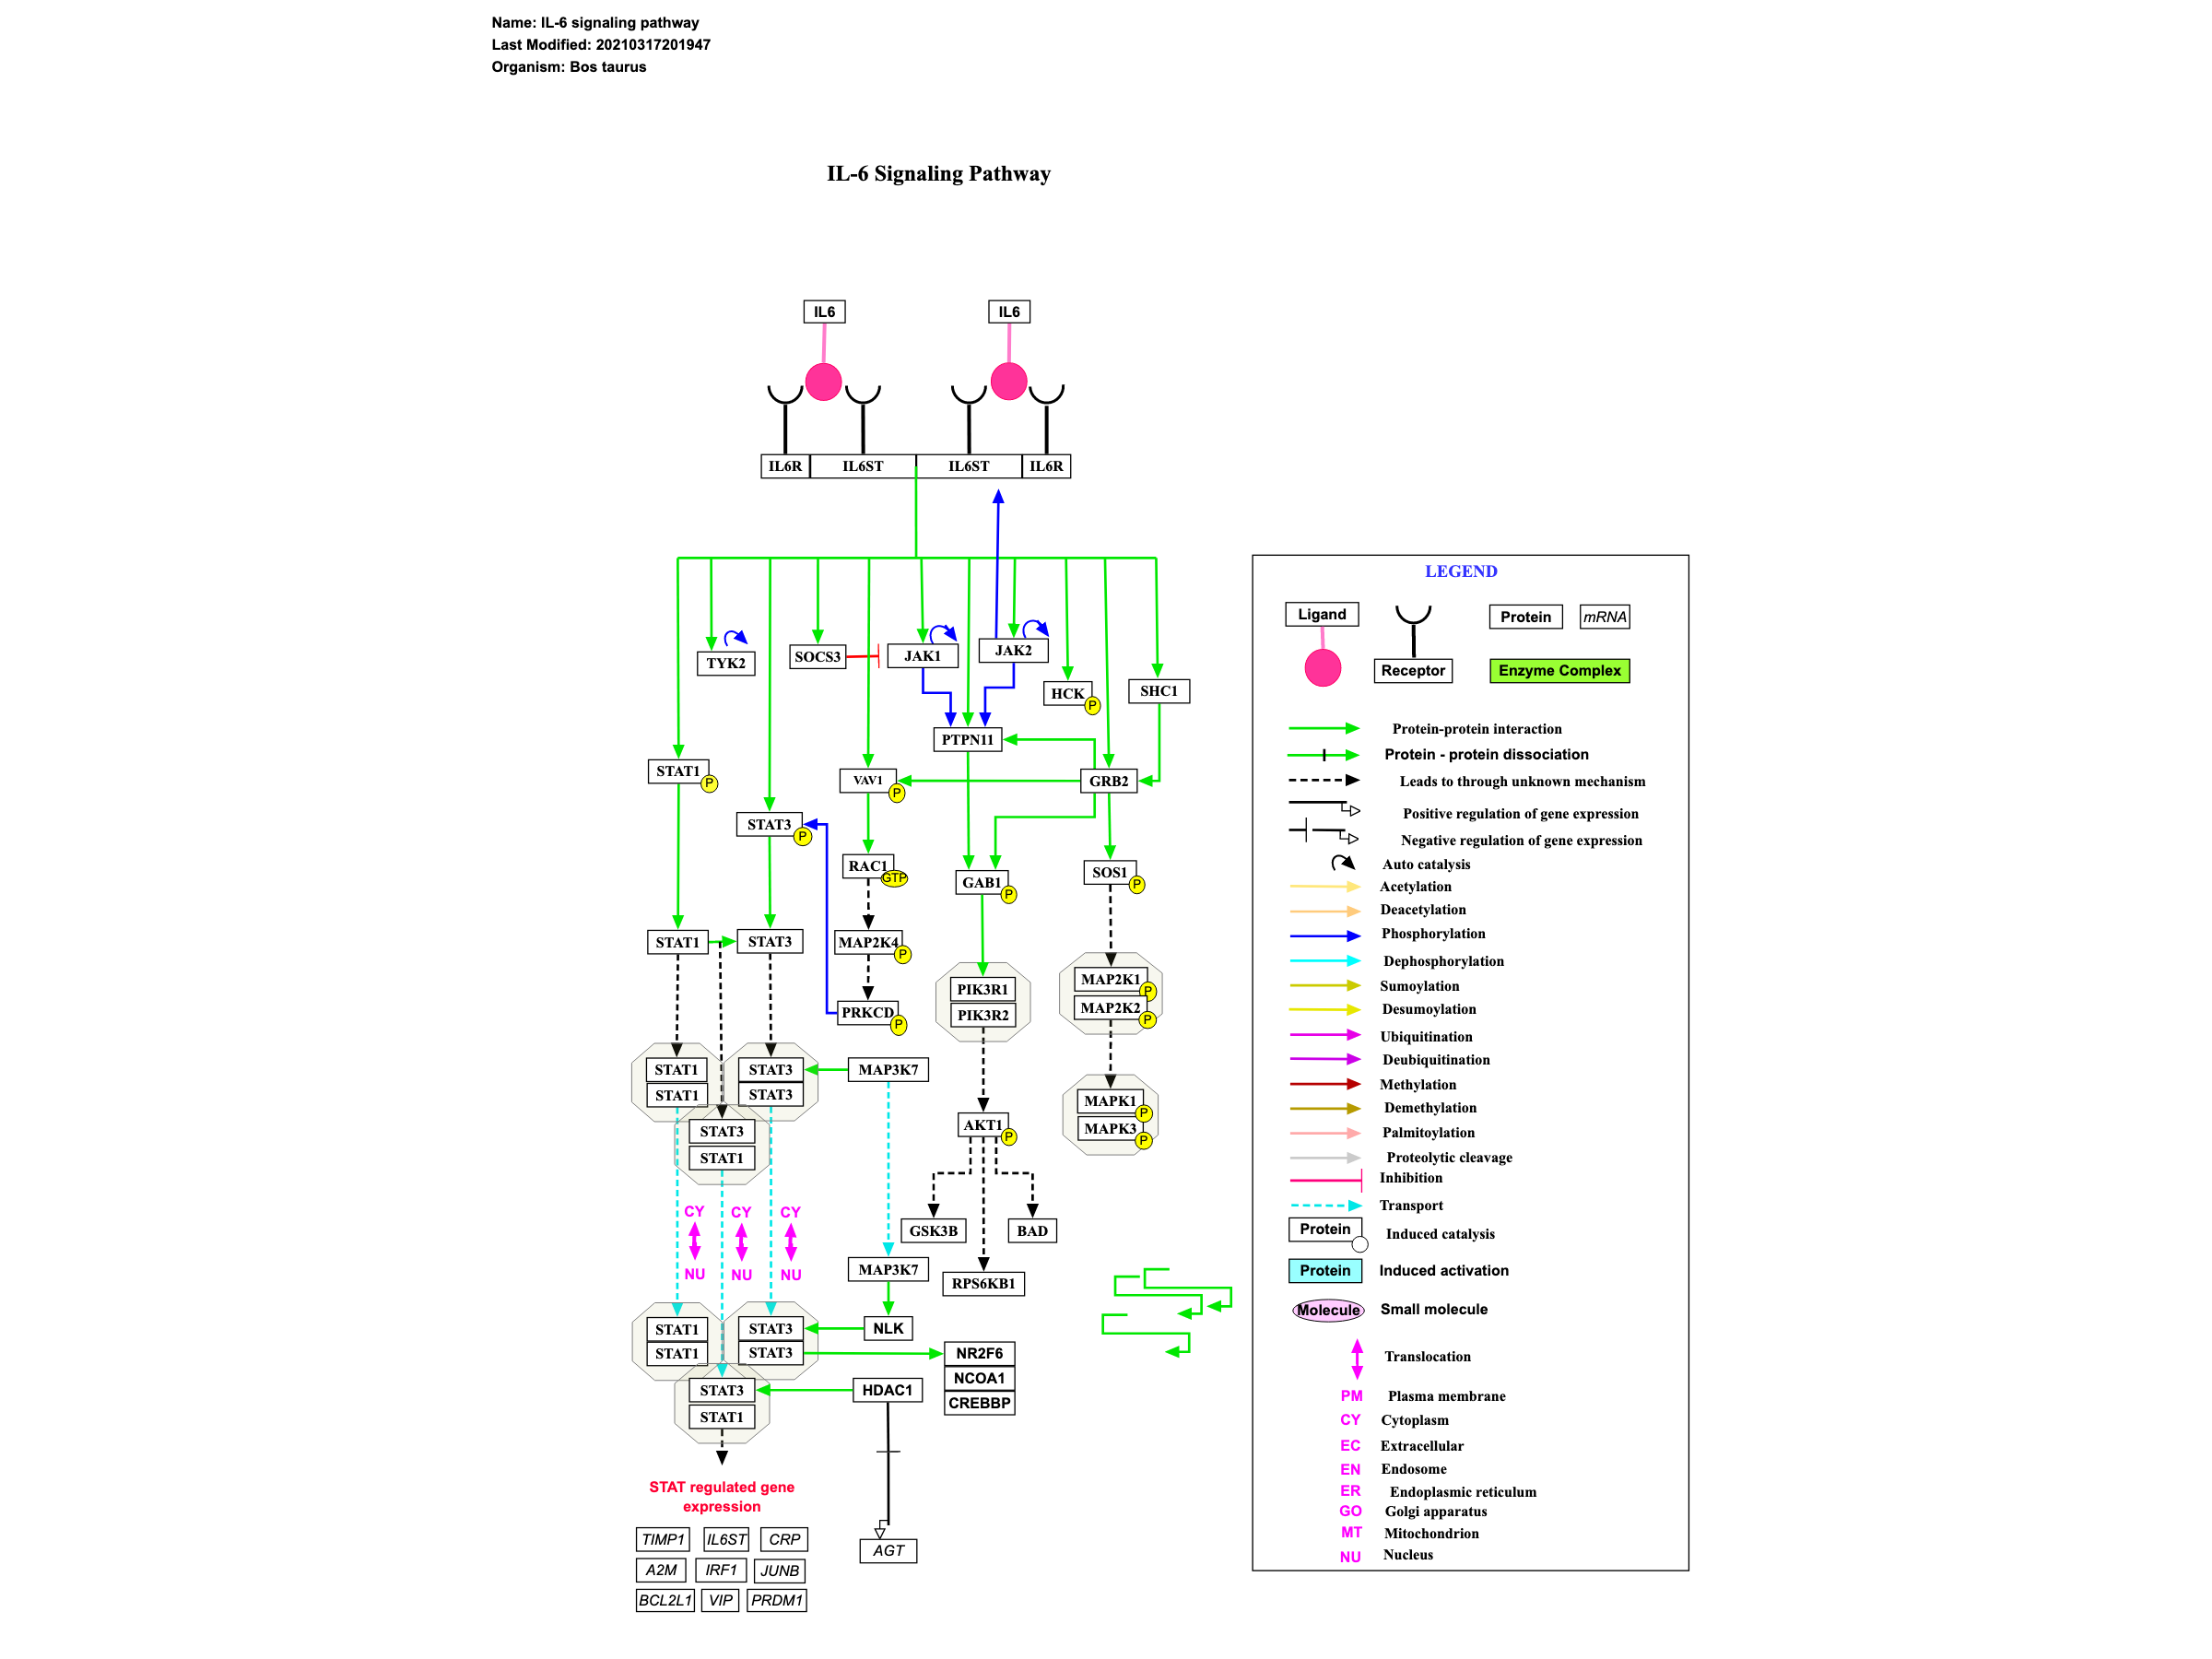 Name: IL-6 signaling pathway
Last Modified: 20210317201947
Organism: Bos taurus
IL-6 Signaling Pathway
IL6
IL6
IL6R
IL6ST
IL6ST
IL6R
TYK2
SOCS3
JAK1
JAK2
HCK
P
SHC1
PTPN11
STAT1
P
VAV1
P
GRB2
STAT3
P
RAC1
GTP
GAB1
P
SOS1
P
STAT1
STAT3
MAP2K4
P
PRKCD
P
PIK3R1
PIK3R2
MAP2K1
P
MAP2K2
P
STAT1
STAT1
STAT3
STAT3
MAP3K7
STAT3
STAT1
AKT1
P
MAPK1
P
MAPK3
P
CY
CY
CY
NU
NU
NU
GSK3B
BAD
MAP3K7
RPS6KB1
STAT1
STAT1
STAT3
STAT3
NLK
NR2F6
NCOA1
CREBBP
STAT3
STAT1
HDAC1
STAT regulated gene
expression
TIMP1
IL6ST
CRP
A2M
IRF1
JUNB
BCL2L1
VIP
PRDM1
AGT
LEGEND
Ligand
Receptor
Protein
mRNA
Enzyme Complex
Protein-protein interaction
Protein - protein dissociation
Leads to through unknown mechanism
Positive regulation of gene expression
Negative regulation of gene expression
Auto catalysis
Acetylation
Deacetylation
Phosphorylation
Dephosphorylation
Sumoylation
Desumoylation
Ubiquitination
Deubiquitination
Methylation
Demethylation
Palmitoylation
Proteolytic cleavage
Inhibition
Transport
Protein
Induced catalysis
Protein
Induced activation
Molecule
Small molecule
Translocation
PM Plasma membrane
CY Cytoplasm
EC Extracellular
EN Endosome
ER Endoplasmic reticulum
GO Golgi apparatus
MT Mitochondrion
NU Nucleus